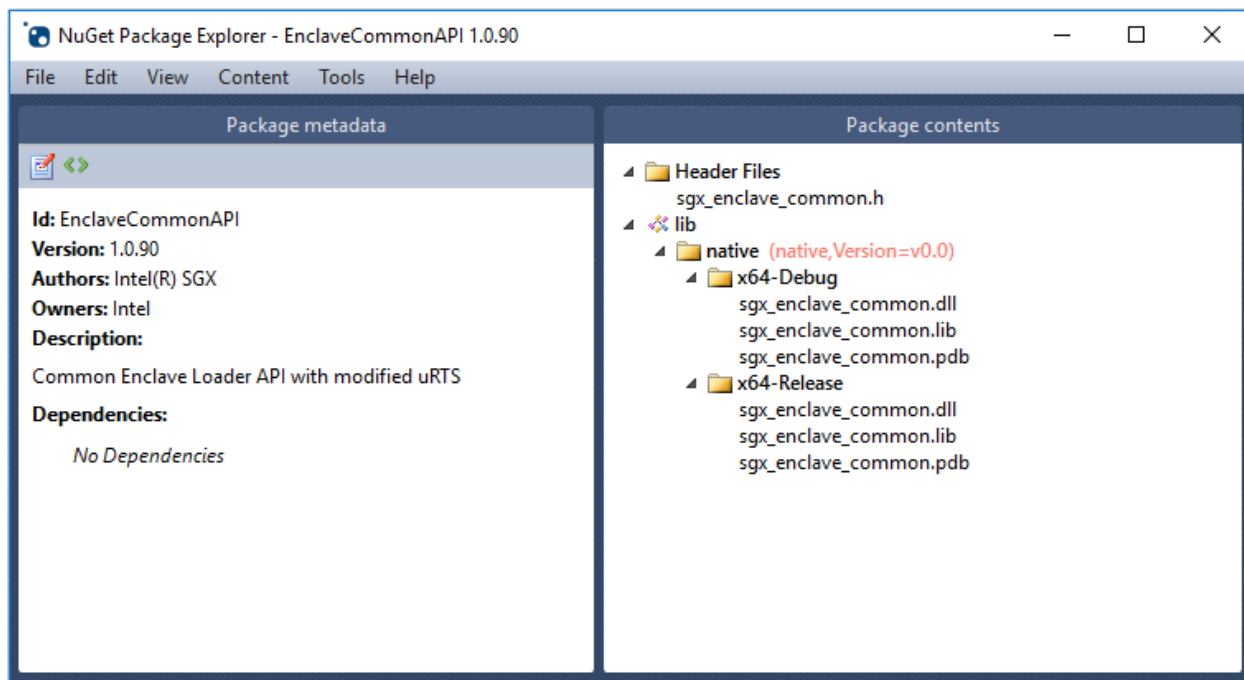 NuGet Package Explorer - EnclaveCommonAPI 1.0.90
File Edit View Content Tools Help
Package metadata
Id: EnclaveCommonAPI
Version: 1.0.90
Authors: Intel(R) SGX
Owners: Intel
Description:
Common Enclave Loader API with modified uRTS
Dependencies:
No Dependencies
Package contents
Header Files
sgx_enclave_common.h
lib
native (native,Version=v0.0)
x64-Debug
sgx_enclave_common.dll
sgx_enclave_common.lib
sgx_enclave_common.pdb
x64-Release
sgx_enclave_common.dll
sgx_enclave_common.lib
sgx_enclave_common.pdb